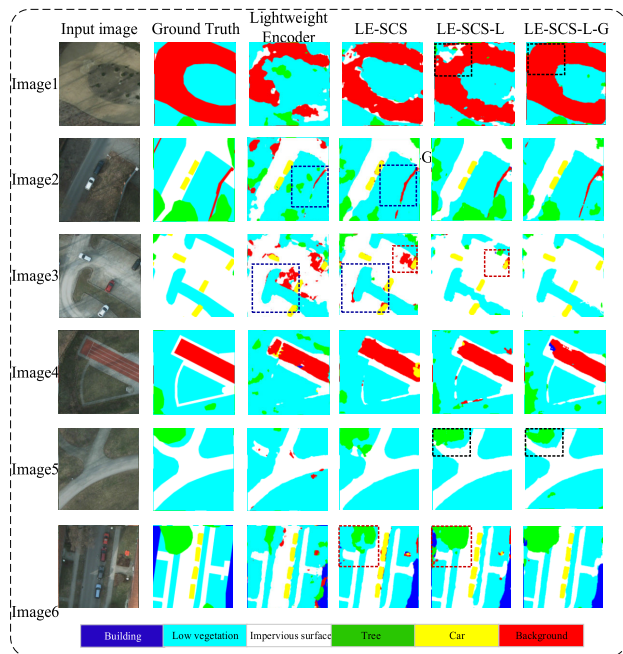 Input image Ground Truth Lightweight Encoder LE-SCS LE-SCS-L LE-SCS-L-G
Image1
Image2
G
Image3
Image4
Image5
Image6
Building Low vegetation Impervious surface Tree Car Background